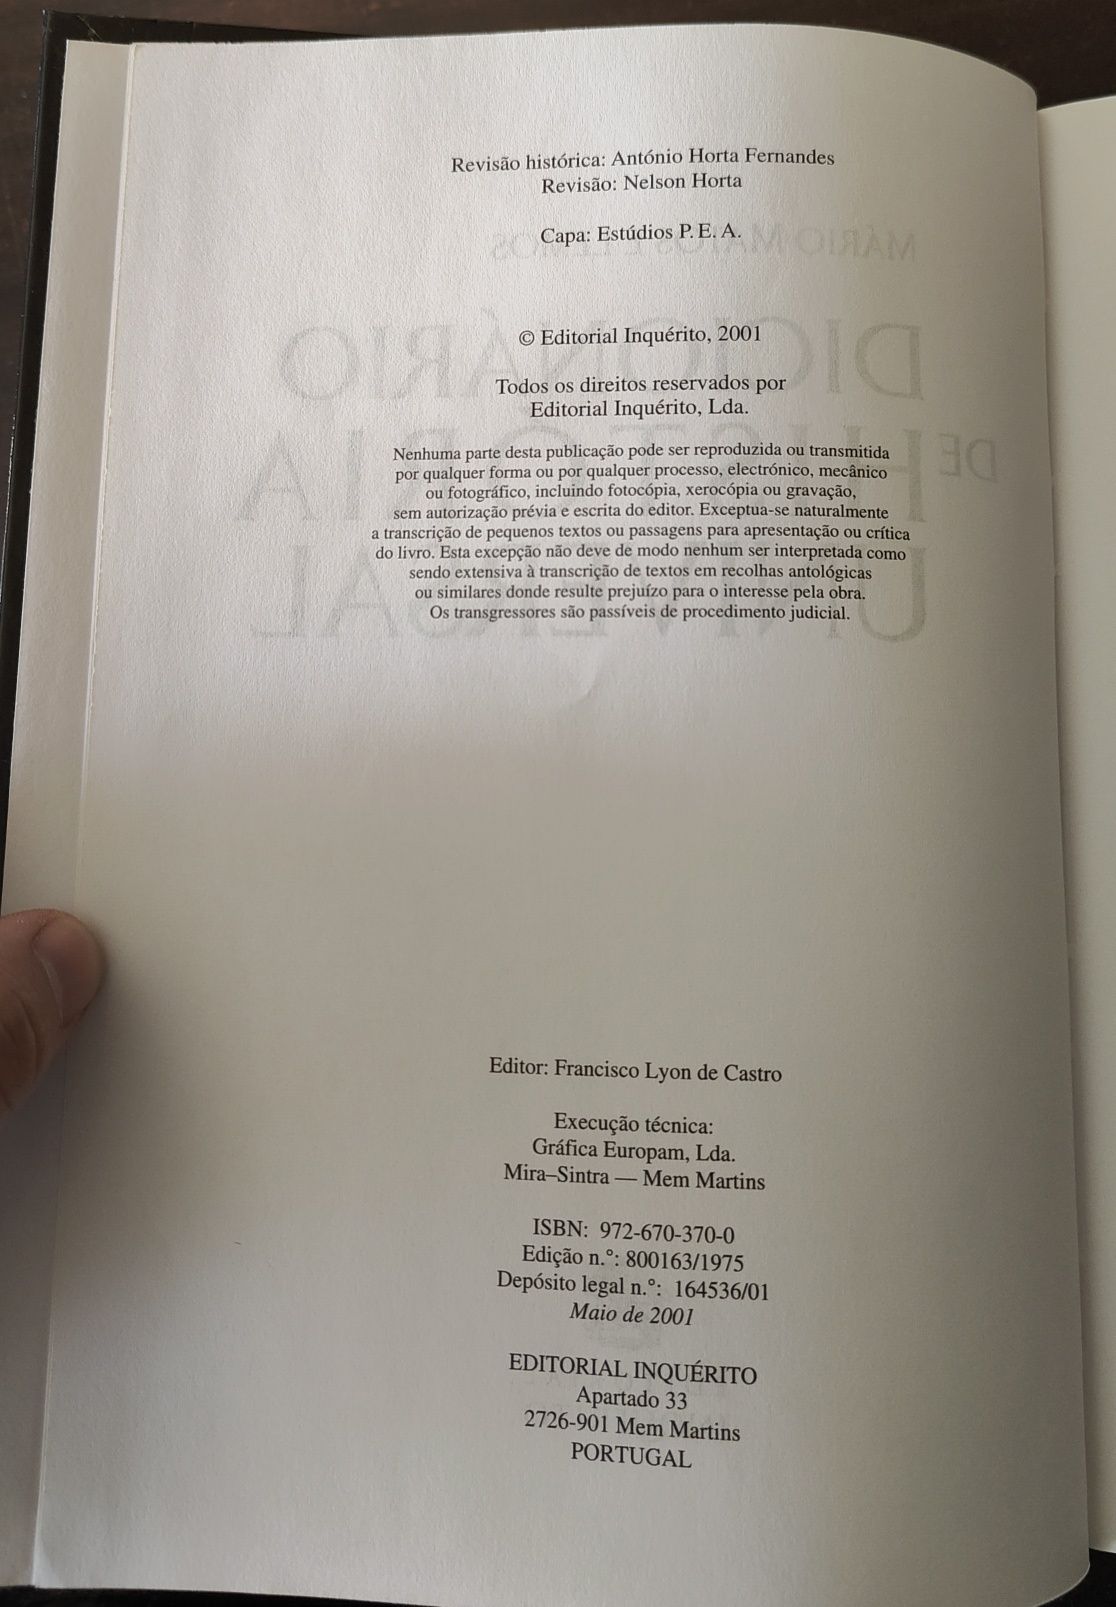 Revisão histórica: António Horta Fernandes
Revisão: Nelson Horta
Capa: Estúdios P. E. A.
© Editorial Inquérito, 2001
Todos os direitos reservados por
Editorial Inquérito, Lda.
Nenhuma parte desta publicação pode ser reproduzida ou transmitida
por qualquer forma ou por qualquer processo, electrónico, mecânico
ou fotográfico, incluindo fotocópia, xerocópia ou gravação,
sem autorização prévia e escrita do editor. Exceptua-se naturalmente
a transcrição de pequenos textos ou passagens para apresentação ou crítica
do livro. Esta excepção não deve de modo nenhum ser interpretada como
sendo extensiva à transcrição de textos em recolhas antológicas
ou similares donde resulte prejuízo para o interesse pela obra.
Os transgressores são passíveis de procedimento judicial.
Editor: Francisco Lyon de Castro
Execução técnica:
Gráfica Europam, Lda.
Mira–Sintra — Mem Martins
ISBN: 972-670-370-0
Edição n.º: 800163/1975
Depósito legal n.º: 164536/01
Maio de 2001
EDITORIAL INQUÉRITO
Apartado 33
2726-901 Mem Martins
PORTUGAL